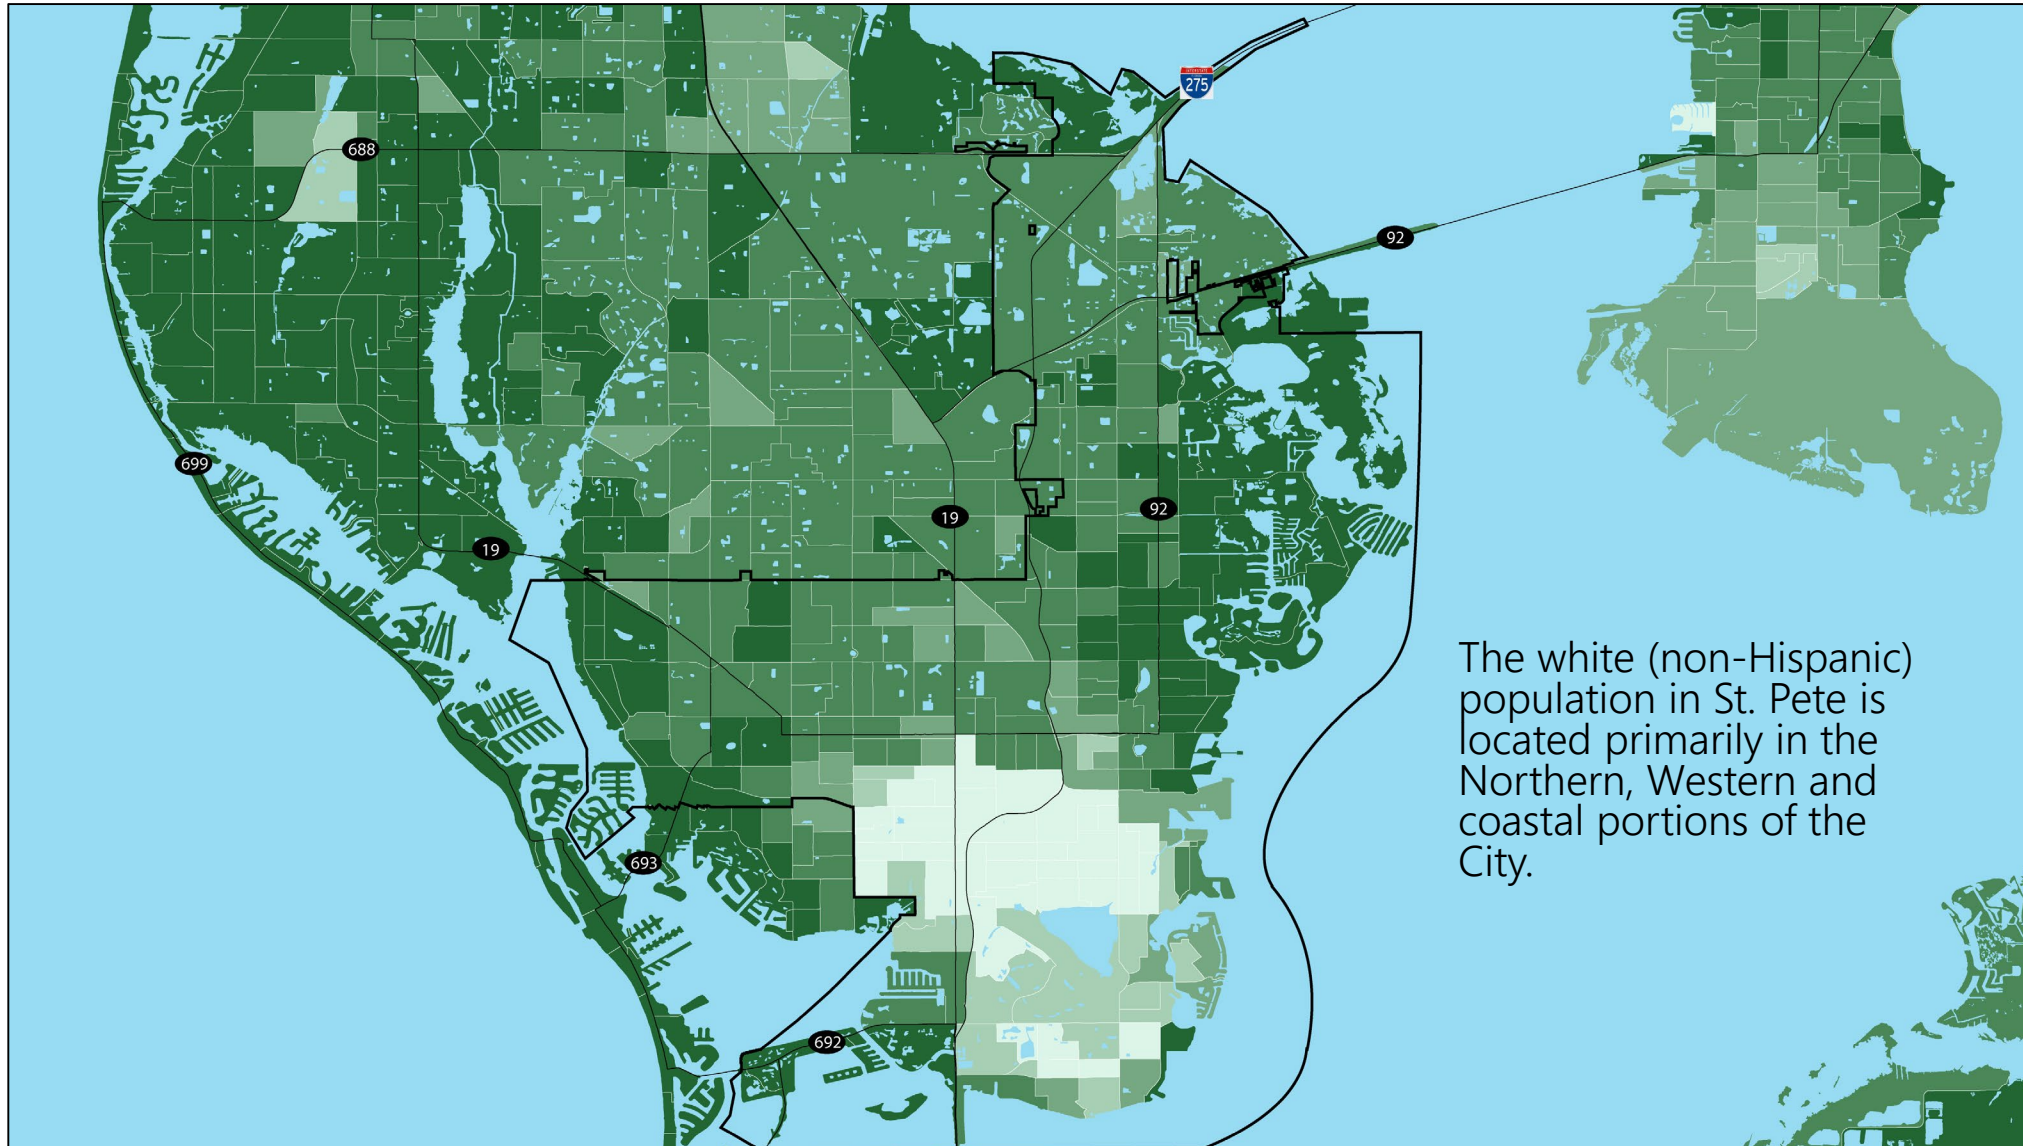 275
688
92
699
19
92
19
The white (non-Hispanic)
population in St. Pete is
located primarily in the
Northern, Western and
coastal portions of the
City.
693
692